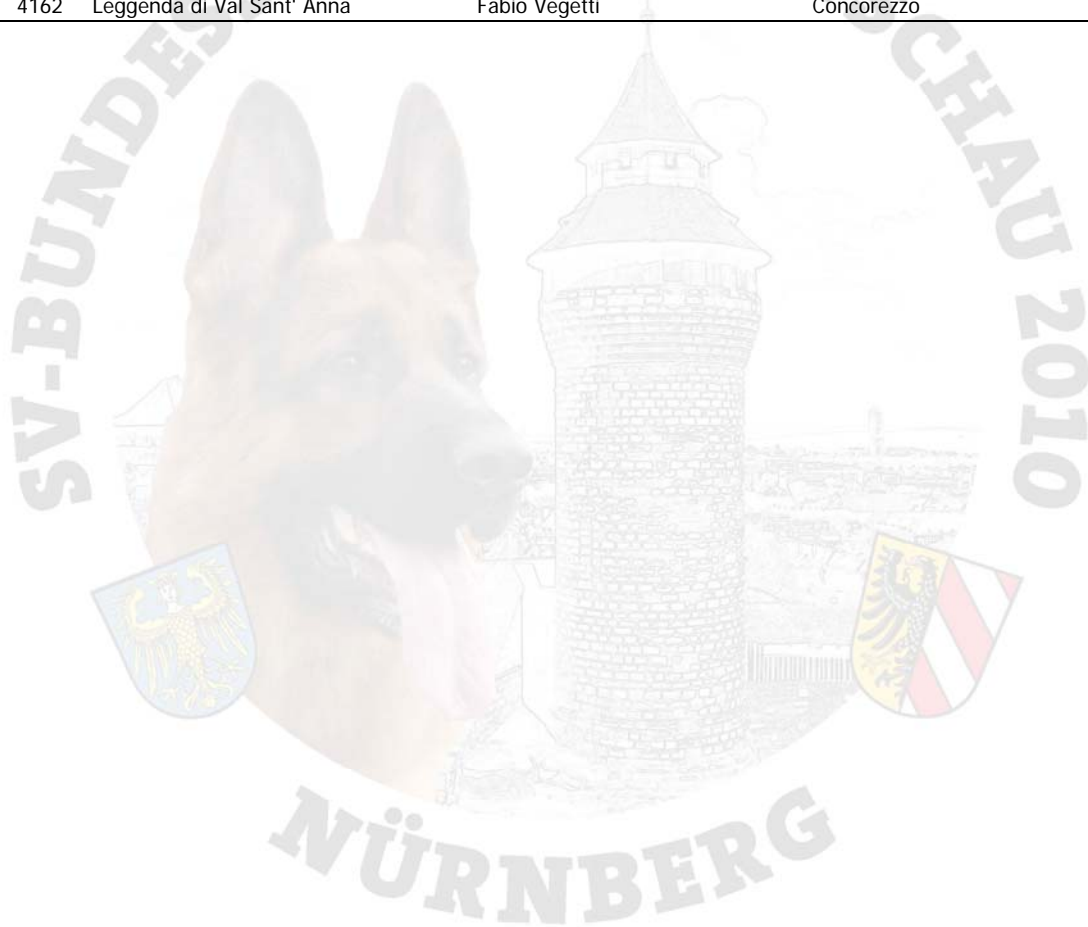 4162 Leggenda di Val Sant' Anna Fabio Vegetti Concorezzo
SV-BUNDES
SCHAU 2010
NÜRNBERG